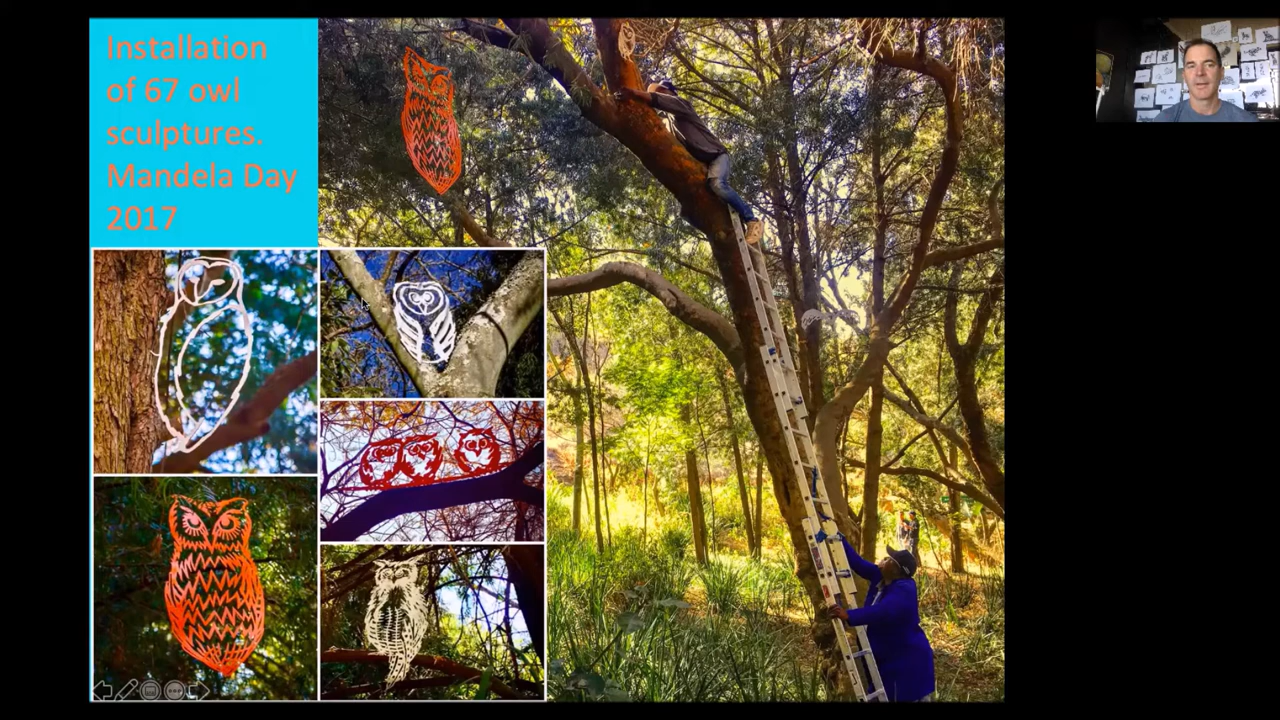 Installation
of 67 owl
sculptures.
Mandela Day
2017